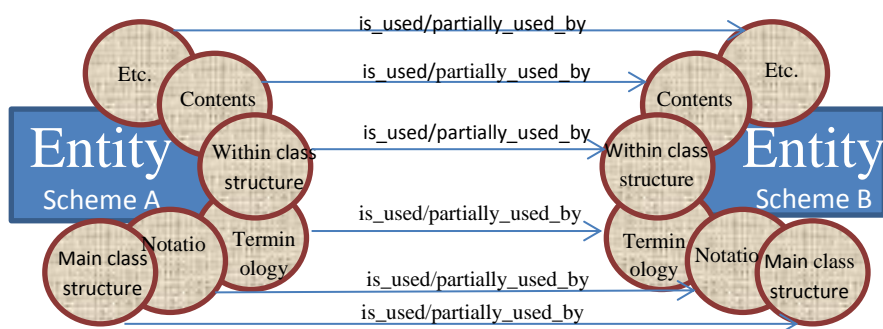 is_used/partially_used_by
Etc.
Etc.
is_used/partially_used_by
Contents
Contents
Entity
Scheme A
is_used/partially_used_by
Entity
Scheme B
Within class
structure
Within class
structure
is_used/partially_used_by
Termin
ology
Termin
ology
Notatio
Notatio
Main class
structure
Main class
structure
is_used/partially_used_by
is_used/partially_used_by